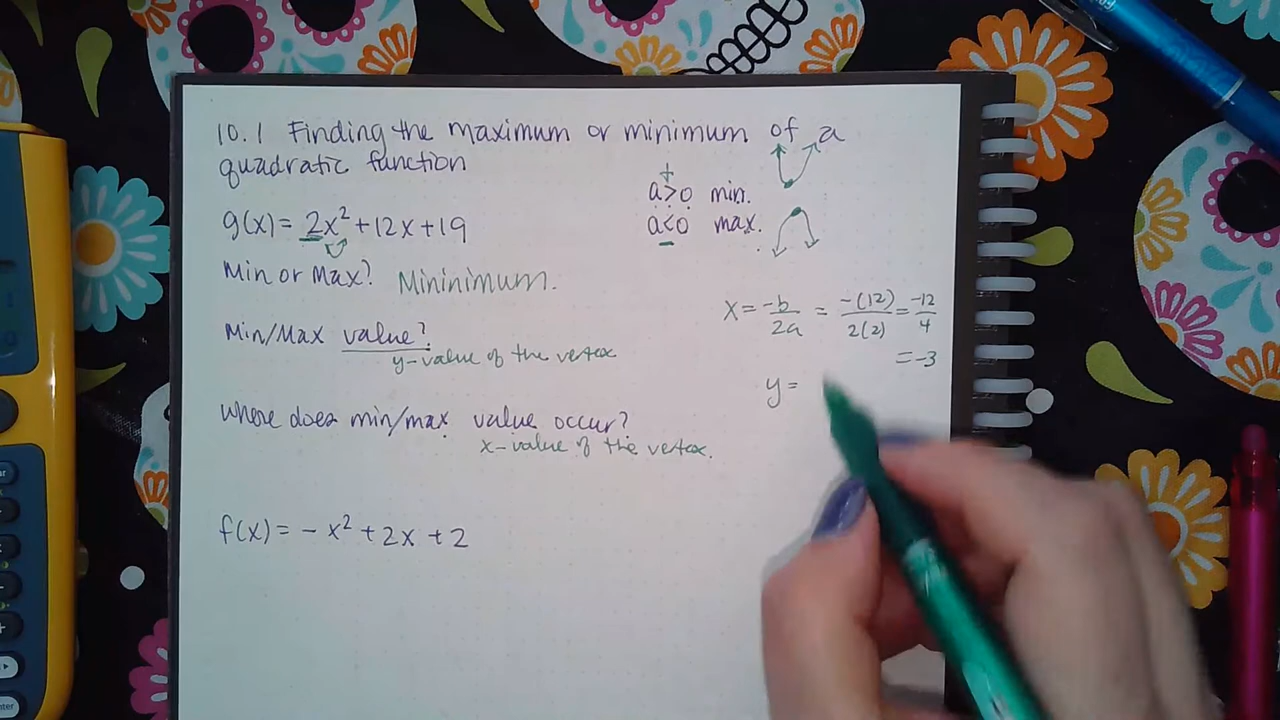 10.1 Finding the maximum or minimum of a
quadratic function
+
a>0 min.
a<0 max.
g(x) = 2x² + 12x + 19
Min or Max? Mininimum.
x = -b/2a = -(12)/2(2) = -12/4
= -3
Min/Max value?
y-value of the vertex
y =
Where does min/max value occur?
x-value of the vertex.
f(x) = - x² + 2x + 2